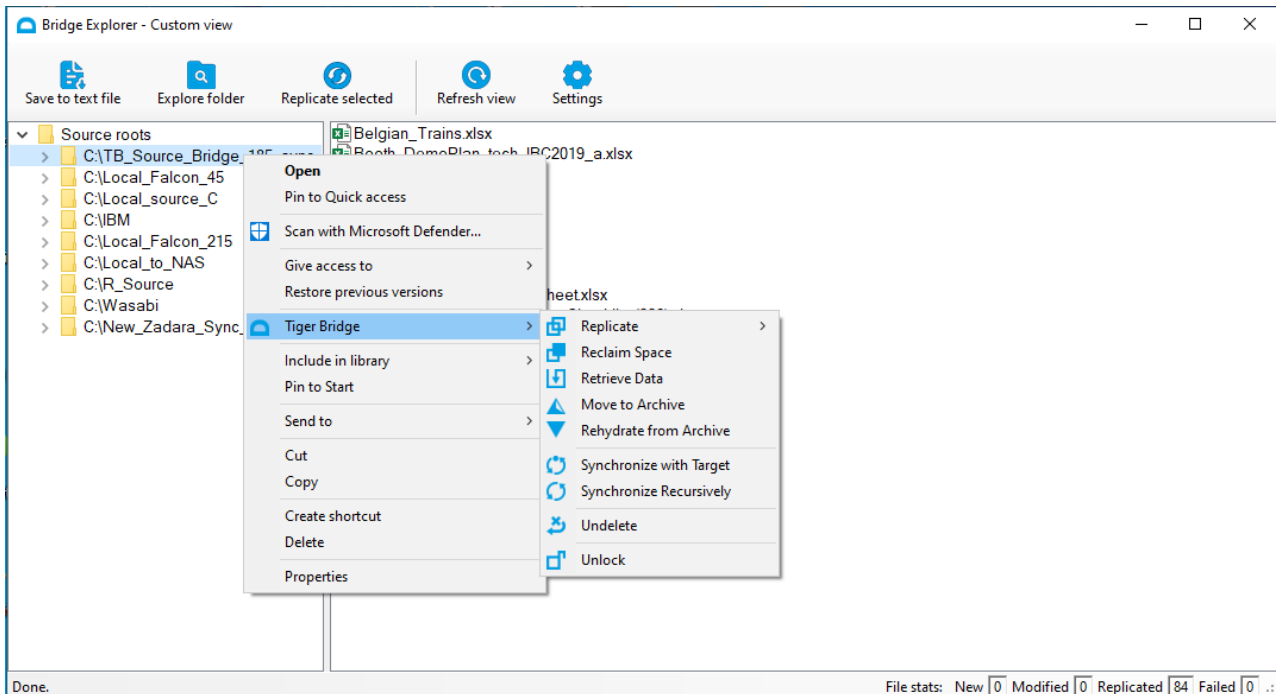 Bridge Explorer - Custom view
Save to text file
Explore folder
Replicate selected
Refresh view
Settings
Source roots
C:\TB_Source_Bridge_185_sync
C:\Local_Falcon_45
C:\Local_source_C
C:\IBM
C:\Local_Falcon_215
C:\Local_to_NAS
C:\R_Source
C:\Wasabi
C:\New_Zadara_Sync_
Belgian_Trains.xlsx
Booth_DemoPlan_tech_IBC2019_a.xlsx
heet.xlsx
Open
Pin to Quick access
Scan with Microsoft Defender...
Give access to
Restore previous versions
Tiger Bridge
Include in library
Pin to Start
Send to
Cut
Copy
Create shortcut
Delete
Properties
Replicate
Reclaim Space
Retrieve Data
Move to Archive
Rehydrate from Archive
Synchronize with Target
Synchronize Recursively
Undelete
Unlock
Done.
File stats: New 0 Modified 0 Replicated 84 Failed 0